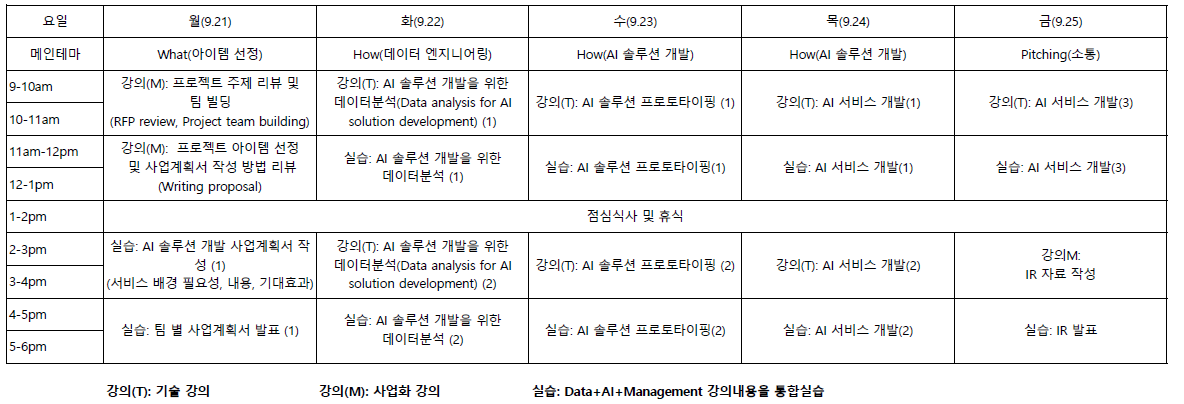 요일 월(9.21) 화(9.22) 수(9.23) 목(9.24) 금(9.25)
메인테마 What(아이템 선정) How(데이터 엔지니어링) How(AI 솔루션 개발) How(AI 솔루션 개발) Pitching(소통)
9-10am
10-11am
강의(M): 프로젝트 주제 리뷰 및
팀 빌딩
(RFP review, Project team building)
강의(T): AI 솔루션 개발을 위한
데이터분석(Data analysis for AI
solution development) (1)
강의(T): AI 솔루션 프로토타이핑 (1)
강의(T): AI 서비스 개발(1)
강의(T): AI 서비스 개발(3)
11am-12pm
12-1pm
강의(M): 프로젝트 아이템 선정
및 사업계획서 작성 방법 리뷰
(Writing proposal)
실습: AI 솔루션 개발을 위한
데이터분석 (1)
실습: AI 솔루션 프로토타이핑(1)
실습: AI 서비스 개발(1)
실습: AI 서비스 개발(3)
1-2pm 점심식사 및 휴식
2-3pm
3-4pm
실습: AI 솔루션 개발 사업계획서 작
성 (1)
(서비스 배경 필요성, 내용, 기대효과)
강의(T): AI 솔루션 개발을 위한
데이터분석(Data analysis for AI
solution development) (2)
강의(T): AI 솔루션 프로토타이핑 (2)
강의(T): AI 서비스 개발(2)
강의M:
IR 자료 작성
4-5pm
5-6pm
실습: 팀 별 사업계획서 발표 (1)
실습: AI 솔루션 개발을 위한
데이터분석 (2)
실습: AI 솔루션 프로토타이핑(2)
실습: AI 서비스 개발(2)
실습: IR 발표
강의(T): 기술 강의 강의(M): 사업화 강의 실습: Data+AI+Management 강의내용을 통합실습